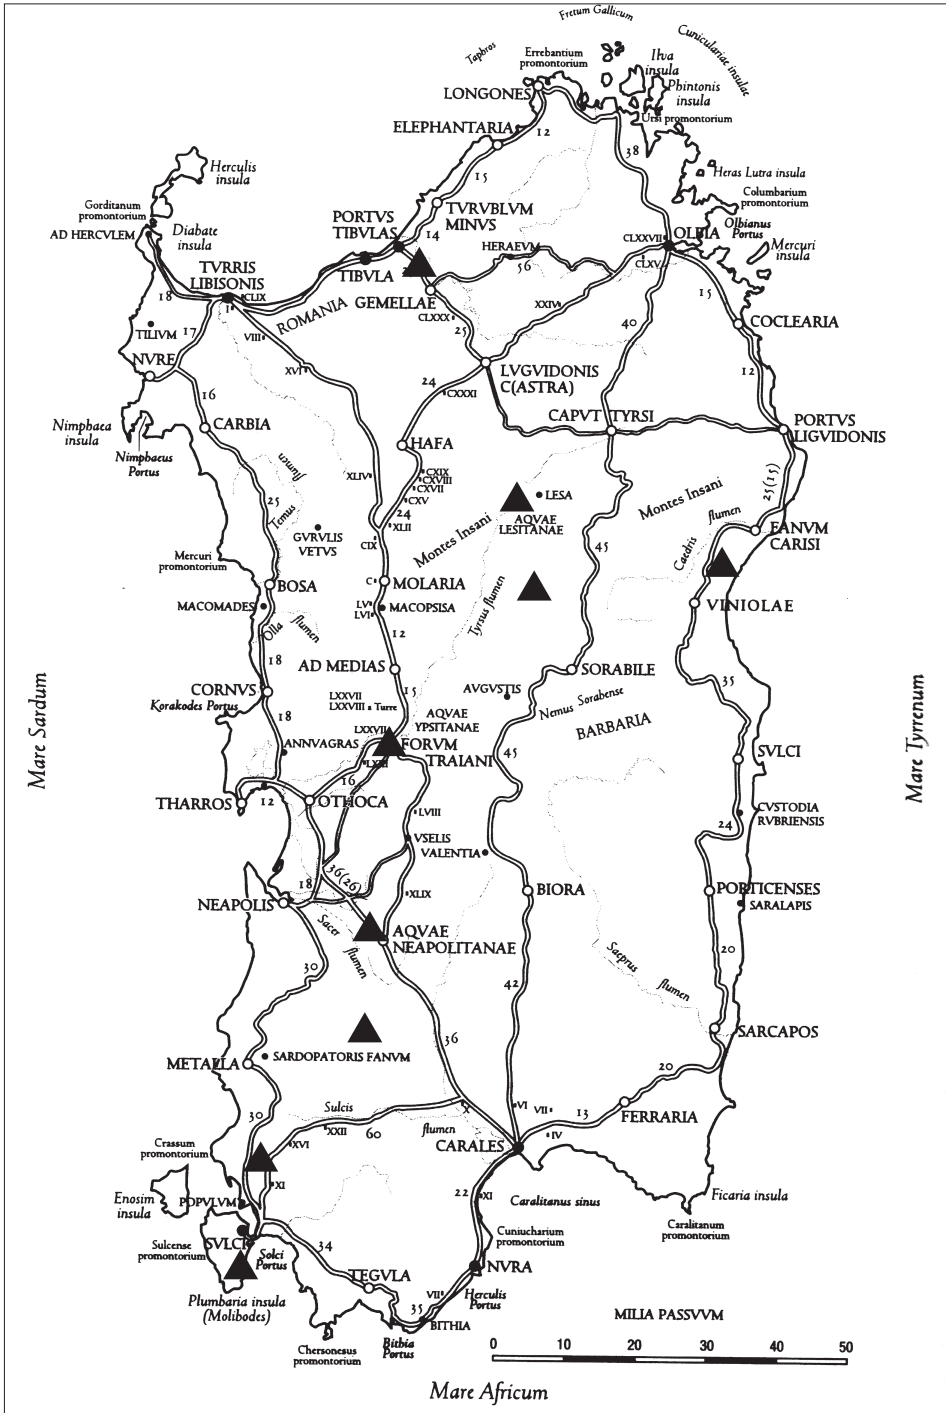 Fretum Gallicum
Cuniculariae insulae
Taphros
Errebantium
promontorium
Ilva
insula
Phintonis
insula
LONGONES
Ursi promontorium
ELEPHANTARIA
12
38
Herculis
insula
15
Heras Lutra insula
Columbarium
promontorium
Gorditanum
promontorium
TVRVBLVM
MINVS
PORTVS
TIBVLAS
AD HERCVLEM
Diabate
insula
14
HERAEVM
56
CLXXVII
OLBIA
Olbianus
Portus
Mercuri
insula
CLXV
TVRRIS
LIBISONIS
TIBVLA
18
CLIX
GEMELLAE
15
I
ROMANIA
CLXXX
XXIV
TILIVM
17
VIII
25
40
COCLEARIA
NVRE
XVI
LVGVIDONIS
C(ASTRA)
12
16
24
CXXXI
CAPVT TYRSI
Nimphaea
insula
CARBIA
PORTVS
LIGVIDONIS
HAFA
Nimphaeus
Portus
flumen
XLIV
CXIX
CXVIII
CXVII
CXV
25(15)
Montes Insani
25
Temus
24
LESA
AQVAE
LESITANAE
flumen
XLII
GVRVLIS
VETVS
CIX
Montes Insani
45
FANVM
CARISI
Caedris
Mercuri
promontorium
BOSA
C
MOLARIA
Tyrsus flumen
MACOMADES
LV
LVI
MACOPSISA
VINIOLAE
Olla
flumen
12
18
AD MEDIAS
SORABILE
35
CORNVS
Korakodes Portus
LXXVII
LXXVIII
Turre
15
AVGVSTIS
Nemus Sorabense
BARBARIA
18
AQVAE
YPSITANAE
LXXVII
Mare Sardum
Mare Tyrrenum
ANNVAGRAS
FORVM
TRAIANI
45
SVLCI
16
THARROS
12
OTHOCA
LVIII
CVSTODIA
RVBRIENSIS
24
VSELIS
VALENTIA
36(26)
18
NEAPOLIS
XLIX
BIORA
PORTICENSES
SARALAPIS
Sacer
flumen
AQVAE
NEAPOLITANAE
30
Saeprus
flumen
20
42
SARCAPOS
36
METALLA
SARDOPATORIS FANVM
20
30
Sulcis
X
VI
VII
13
FERRARIA
XXII
60
flumen
XVI
CARALES
IV
Crassum
promontorium
XI
22
XI
Enosim
insula
POPVLVM
Caralitanus sinus
Ficaria insula
Caralitanum
promontorium
Cuniucharium
promontorium
Sulcense
promontorium
SVLCI
Solci
Portus
34
TEGVLA
NVRA
Plumbaria insula
(Molibodes)
VII
Herculis
Portus
35
BITHIA
MILIA PASSVVM
Chersonesus
promontorium
Bithia
Portus
0
10
20
30
40
50
Mare Africum